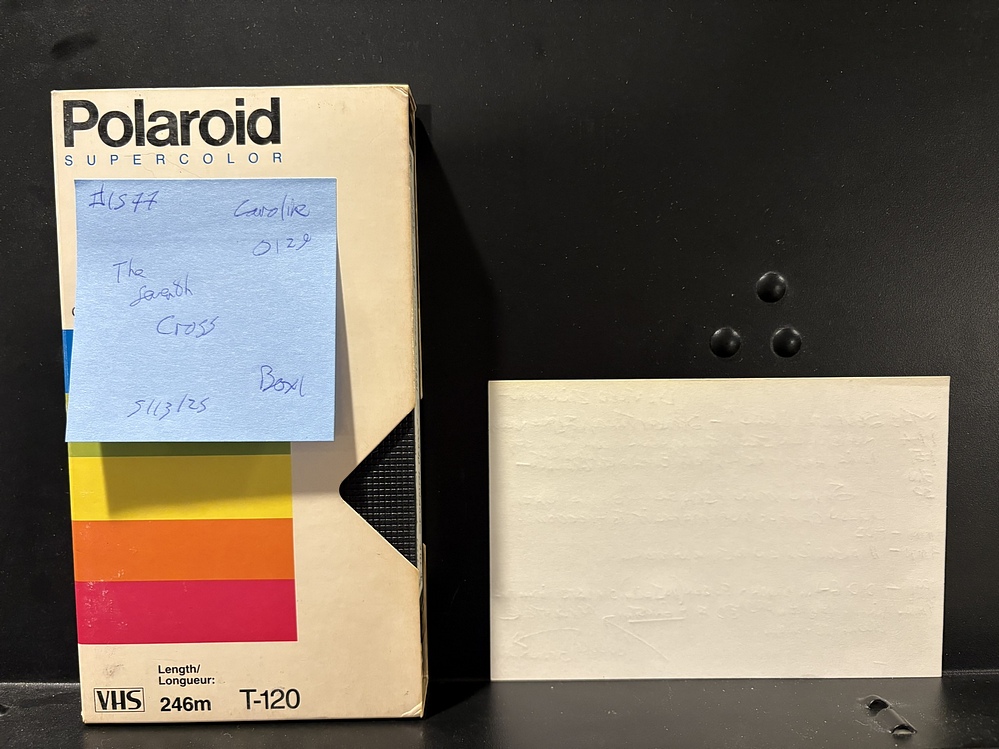 Polaroid
SUPERCOLOR
#1577
Caroline
0129
The
Seventh
Cross
Box1
5/13/25
Length/
Longueur:
VHS 246m T-120